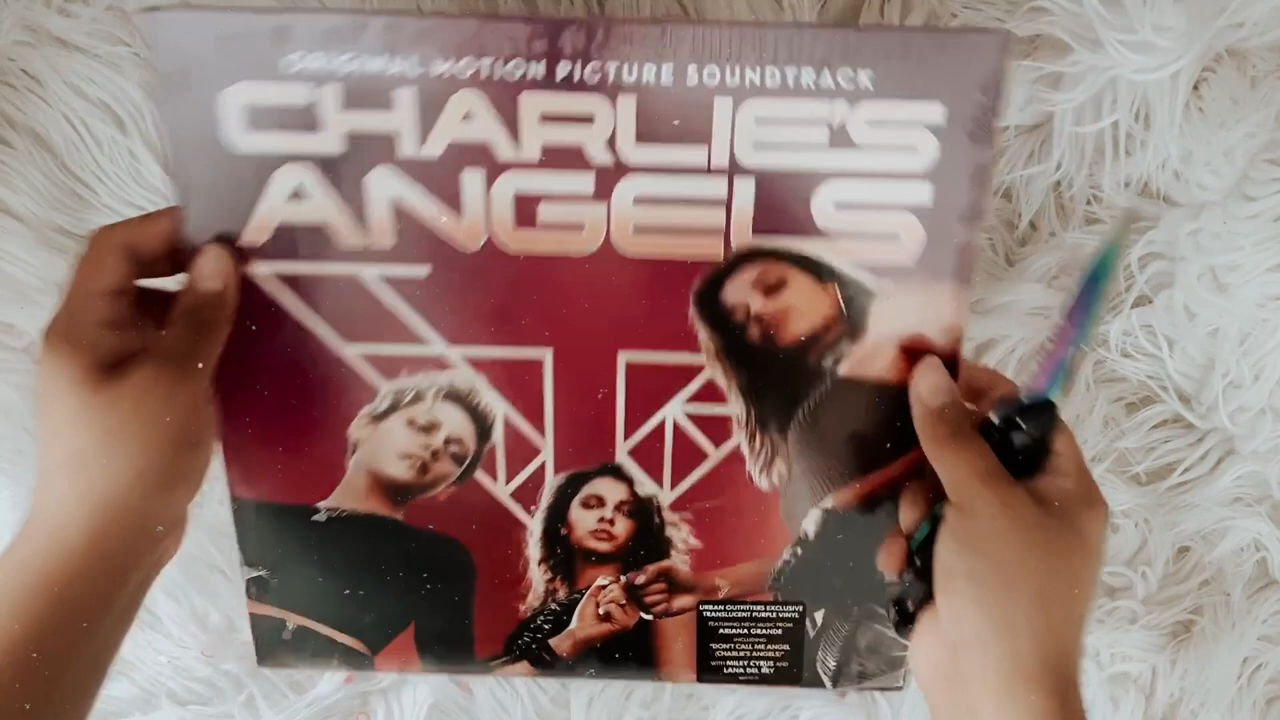 ORIGINAL MOTION PICTURE SOUNDTRACK
CHARLIE'S
ANGELS
URBAN OUTFITTERS EXCLUSIVE
TRANSLUCENT PURPLE VINYL
FEATURING NEW MUSIC FROM
ARIANA GRANDE
INCLUDING
"DON'T CALL ME ANGEL
(CHARLIE'S ANGELS)"
WITH MILEY CYRUS AND
LANA DEL REY